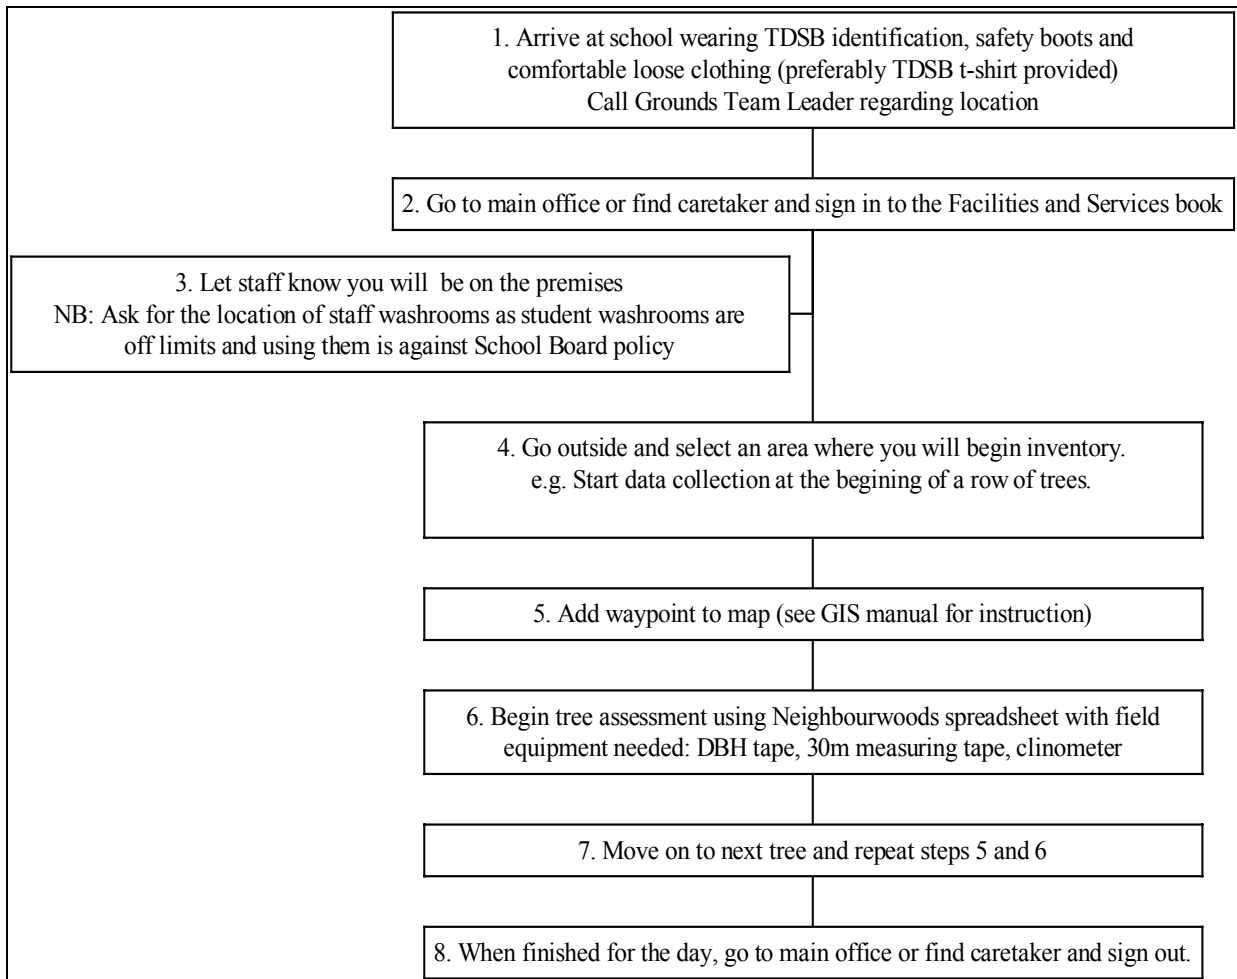 1. Arrive at school wearing TDSB identification, safety boots and
comfortable loose clothing (preferably TDSB t-shirt provided)
Call Grounds Team Leader regarding location
2. Go to main office or find caretaker and sign in to the Facilities and Services book
3. Let staff know you will  be on the premises
NB: Ask for the location of staff washrooms as student washrooms are
off limits and using them is against School Board policy
4. Go outside and select an area where you will begin inventory.
e.g. Start data collection at the begining of a row of trees.
5. Add waypoint to map (see GIS manual for instruction)
6. Begin tree assessment using Neighbourwoods spreadsheet with field
equipment needed: DBH tape, 30m measuring tape, clinometer
7. Move on to next tree and repeat steps 5 and 6
8. When finished for the day, go to main office or find caretaker and sign out.